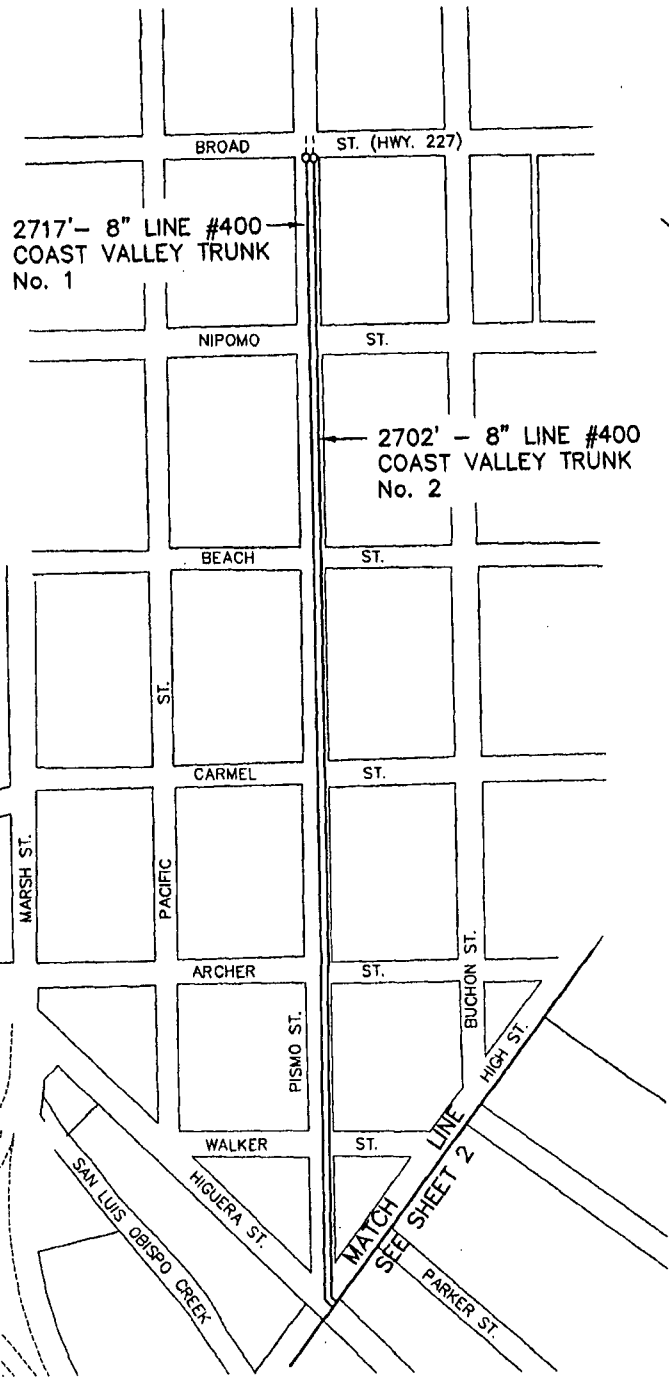 BROAD ST. (HWY. 227)
2717'- 8" LINE #400
COAST VALLEY TRUNK
No. 1
NIPOMO ST.
2702' - 8" LINE #400
COAST VALLEY TRUNK
No. 2
BEACH ST.
ST.
CARMEL ST.
MARSH ST.
PACIFIC
ARCHER ST.
BUCHON ST.
PISMO ST.
HIGH ST.
WALKER ST.
MATCH LINE
SEE SHEET 2
HIGUERA ST.
SAN LUIS OBISPO CREEK
PARKER ST.